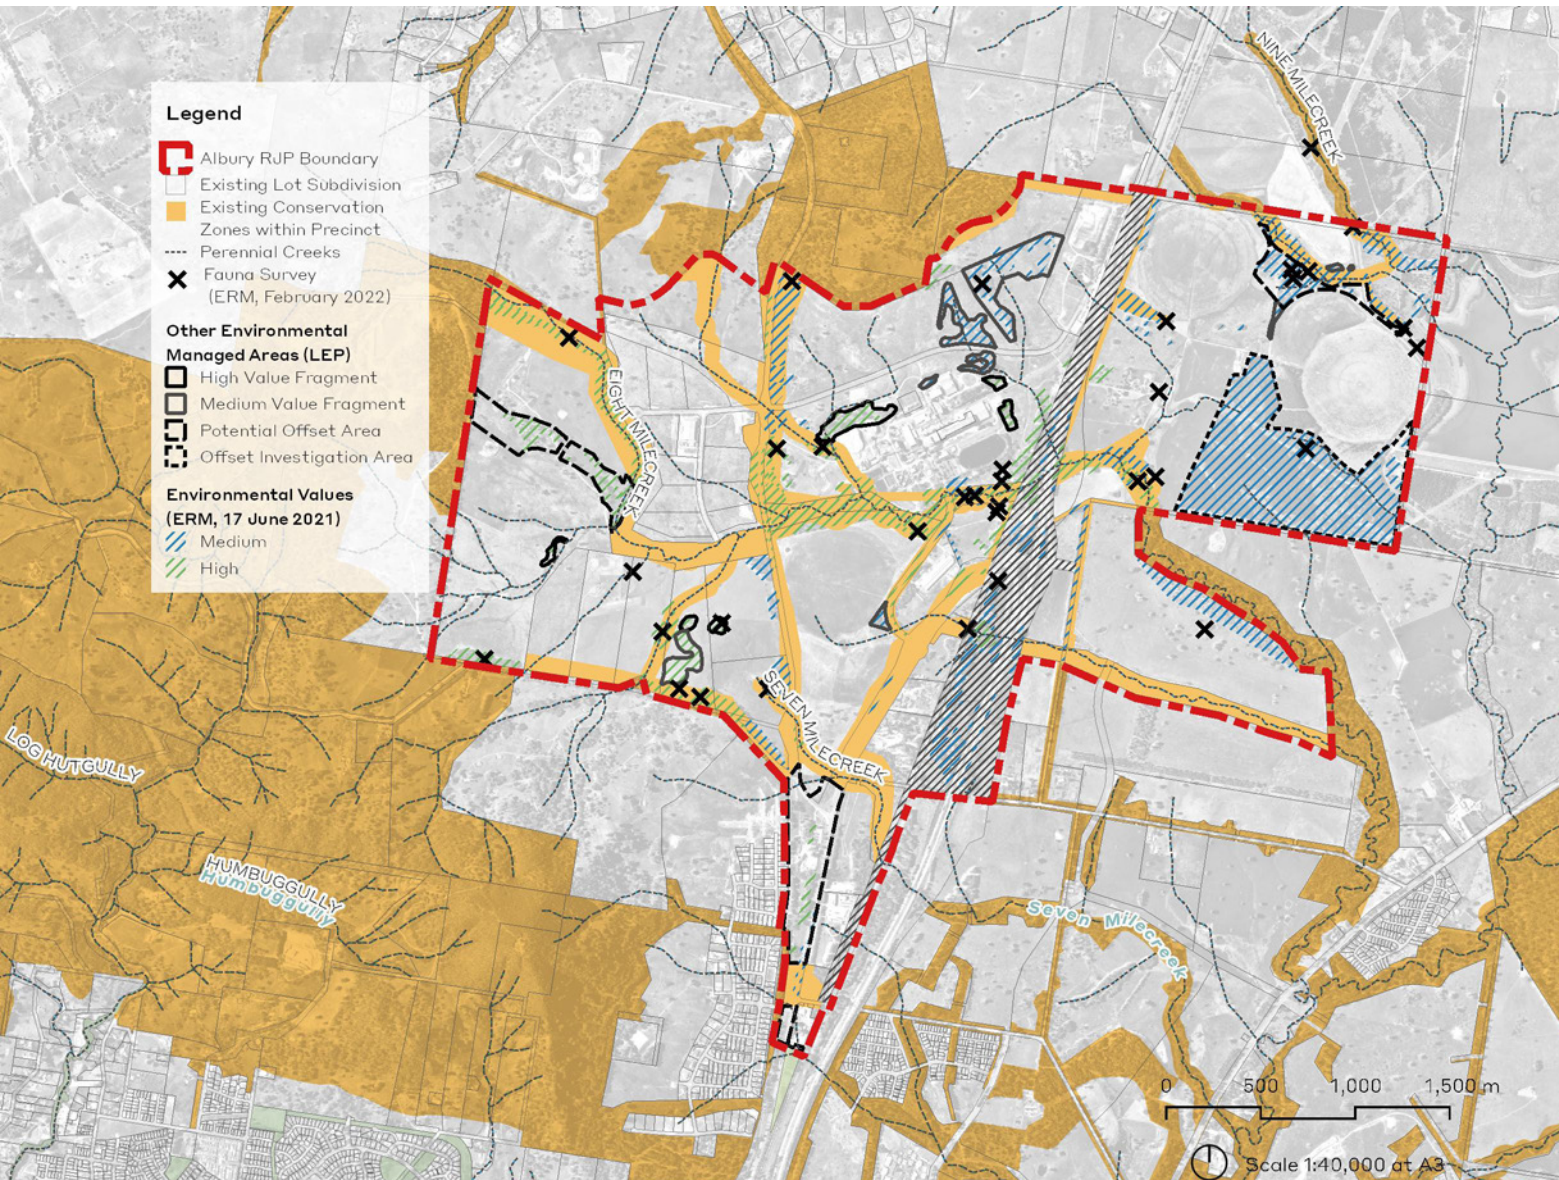 NINE MILECREEK
Legend
Albury RJP Boundary
Existing Lot Subdivision
Existing Conservation
Zones within Precinct
Perennial Creeks
Fauna Survey
(ERM, February 2022)
Other Environmental
Managed Areas (LEP)
High Value Fragment
Medium Value Fragment
Potential Offset Area
Offset Investigation Area
Environmental Values
(ERM, 17 June 2021)
Medium
High
EIGHT MILECREEK
SEVEN MILECREEK
LOG HUTGULLY
HUMBUGGULLY
Humbuggully
Seven Milecreek
0 500 1,000 1,500 m
Scale 1:40,000 at A3